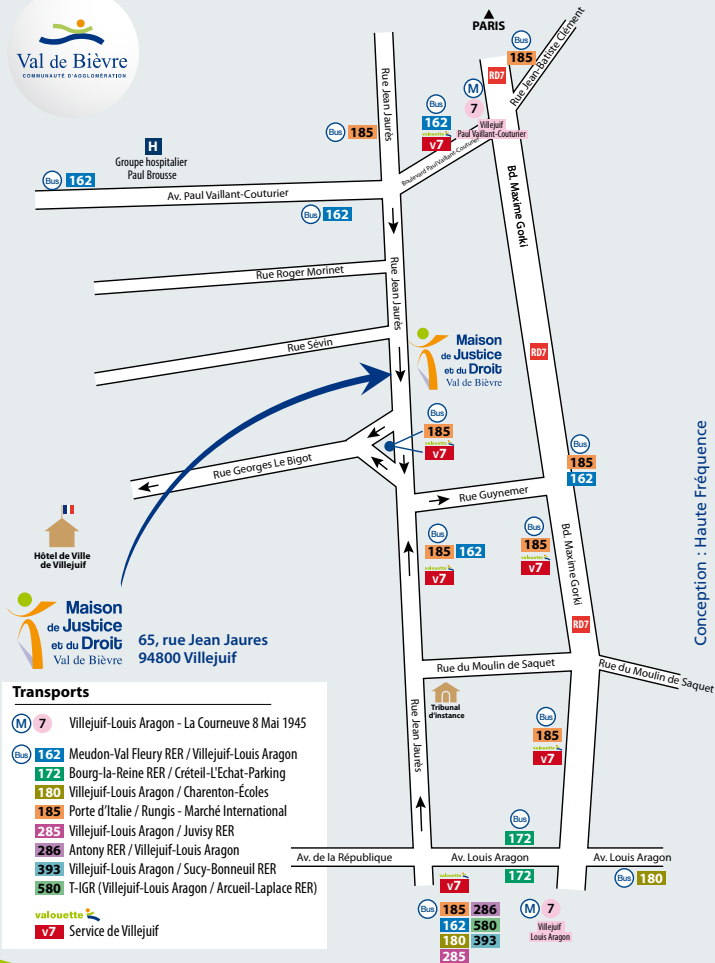 Val de Bièvre
COMMUNAUTÉ D'AGGLOMÉRATION
PARIS
Bus
185
RD7
Rue Jean-Batiste Clément
M
7
Villejuif
Paul Vaillant-Couturier
Bus
162
valouette
v7
Boulevard Paul Vaillant-Couturier
Rue Jean Jaurès
Bus 185
H
Groupe hospitalier
Paul Brousse
Bus 162
Av. Paul Vaillant-Couturier
Bus 162
Bd. Maxime Gorki
Rue Roger Morinet
Rue Jean Jaurès
Rue Sévin
Maison
de Justice
et du Droit
Val de Bièvre
RD7
Bus
185
valouette
v7
Rue Georges Le Bigot
Bus
185
162
Rue Guynemer
Hôtel de Ville
de Villejuif
Bus
185 162
valouette
v7
Bus
185
valouette
v7
Bd. Maxime Gorki
RD7
Conception : Haute Fréquence
Maison
de Justice
et du Droit
Val de Bièvre
65, rue Jean Jaures
94800 Villejuif
Rue du Moulin de Saquet
Rue du Moulin de Saquet
Tribunal
d'instance
Rue Jean Jaurès
Bus
185
valouette
v7
Transports
M 7 Villejuif-Louis Aragon - La Courneuve 8 Mai 1945
Bus 162 Meudon-Val Fleury RER / Villejuif-Louis Aragon
172 Bourg-la-Reine RER / Créteil-L'Echat-Parking
180 Villejuif-Louis Aragon / Charenton-Écoles
185 Porte d'Italie / Rungis - Marché International
285 Villejuif-Louis Aragon / Juvisy RER
286 Antony RER / Villejuif-Louis Aragon
393 Villejuif-Louis Aragon / Sucy-Bonneuil RER
580 T-IGR (Villejuif-Louis Aragon / Arcueil-Laplace RER)
valouette
v7 Service de Villejuif
Bus
172
Av. de la République
Av. Louis Aragon
Av. Louis Aragon
172
Bus 180
valouette
v7
Bus 185 286
162 580
180 393
285
M 7
Villejuif
Louis Aragon